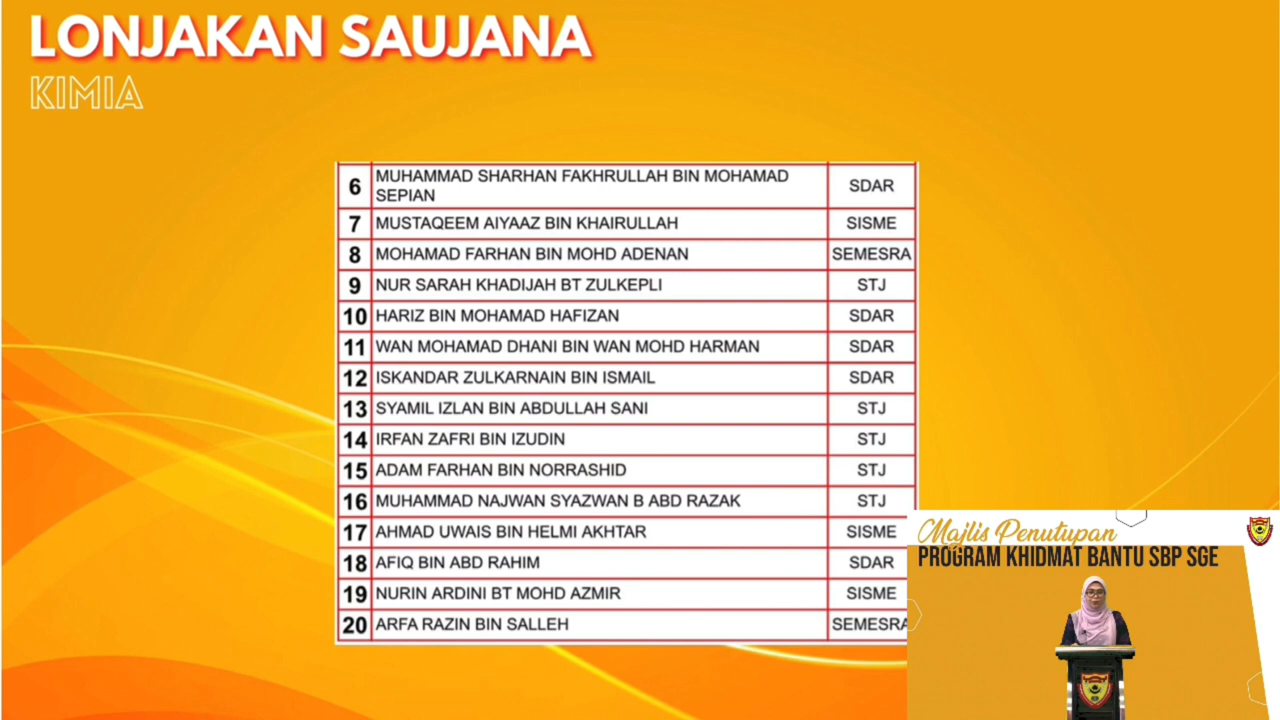 LONJAKAN SAUJANA
KIMIA
6 MUHAMMAD SHARHAN FAKHRULLAH BIN MOHAMAD SDAR
SEPIAN
7 MUSTAQEEM AIYAAZ BIN KHAIRULLAH SISME
8 MOHAMAD FARHAN BIN MOHD ADENAN SEMESRA
9 NUR SARAH KHADIJAH BT ZULKEPLI STJ
10 HARIZ BIN MOHAMAD HAFIZAN SDAR
11 WAN MOHAMAD DHANI BIN WAN MOHD HARMAN SDAR
12 ISKANDAR ZULKARNAIN BIN ISMAIL SDAR
13 SYAMIL IZLAN BIN ABDULLAH SANI STJ
14 IRFAN ZAFRI BIN IZUDIN STJ
15 ADAM FARHAN BIN NORRASHID STJ
16 MUHAMMAD NAJWAN SYAZWAN B ABD RAZAK STJ
17 AHMAD UWAIS BIN HELMI AKHTAR SISME
18 AFIQ BIN ABD RAHIM SDAR
19 NURIN ARDINI BT MOHD AZMIR SISME
20 ARFA RAZIN BIN SALLEH SEMESRA
Majlis Penutupan
PROGRAM KHIDMAT BANTU SBP SGE